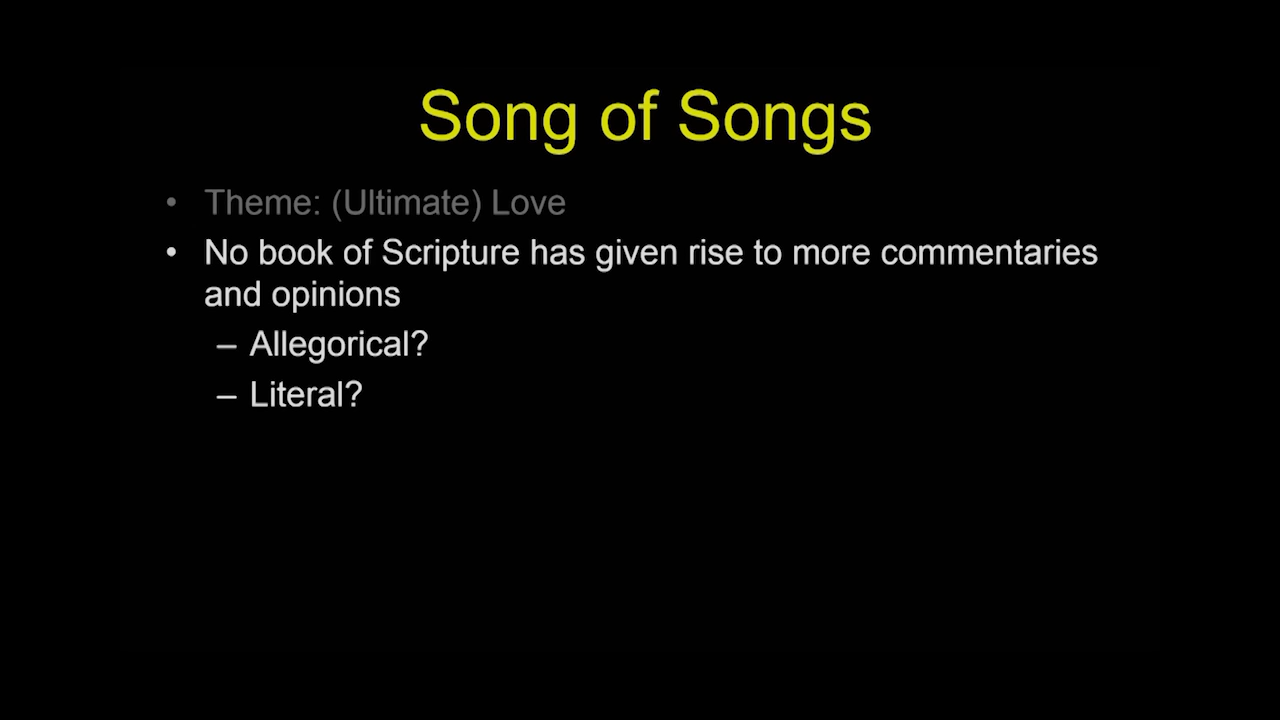 Song of Songs
• Theme: (Ultimate) Love
• No book of Scripture has given rise to more commentaries
and opinions
– Allegorical?
– Literal?